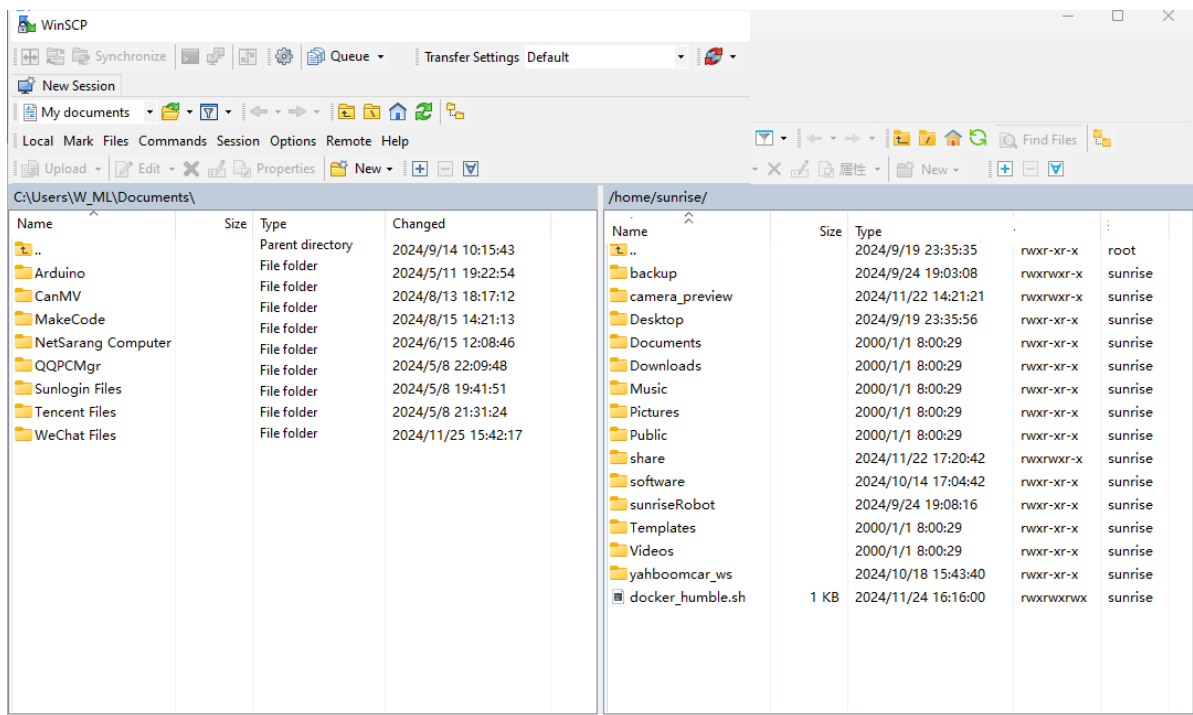 WinSCP
Synchronize Queue Transfer Settings Default
New Session
My documents Find Files
Local Mark Files Commands Session Options Remote Help
Upload Edit Properties New 属性 New
C:\Users\W_ML\Documents\ /home/sunrise/
Name Size Type Changed Name Size Type
.. Parent directory 2024/9/14 10:15:43 .. 2024/9/19 23:35:35 rwxr-xr-x root
Arduino File folder 2024/5/11 19:22:54 backup 2024/9/24 19:03:08 rwxrwxr-x sunrise
CanMV File folder 2024/8/13 18:17:12 camera_preview 2024/11/22 14:21:21 rwxrwxr-x sunrise
MakeCode File folder 2024/8/15 14:21:13 Desktop 2024/9/19 23:35:56 rwxr-xr-x sunrise
NetSarang Computer File folder 2024/6/15 12:08:46 Documents 2000/1/1 8:00:29 rwxr-xr-x sunrise
QQPCMgr File folder 2024/5/8 22:09:48 Downloads 2000/1/1 8:00:29 rwxr-xr-x sunrise
Sunlogin Files File folder 2024/5/8 19:41:51 Music 2000/1/1 8:00:29 rwxr-xr-x sunrise
Tencent Files File folder 2024/5/8 21:31:24 Pictures 2000/1/1 8:00:29 rwxr-xr-x sunrise
WeChat Files File folder 2024/11/25 15:42:17 Public 2000/1/1 8:00:29 rwxr-xr-x sunrise
share 2024/11/22 17:20:42 rwxrwxr-x sunrise
software 2024/10/14 17:04:42 rwxr-xr-x sunrise
sunriseRobot 2024/9/24 19:08:16 rwxr-xr-x sunrise
Templates 2000/1/1 8:00:29 rwxr-xr-x sunrise
Videos 2000/1/1 8:00:29 rwxr-xr-x sunrise
yahboomcar_ws 2024/10/18 15:43:40 rwxr-xr-x sunrise
docker_humble.sh 1 KB 2024/11/24 16:16:00 rwxrwxrwx sunrise